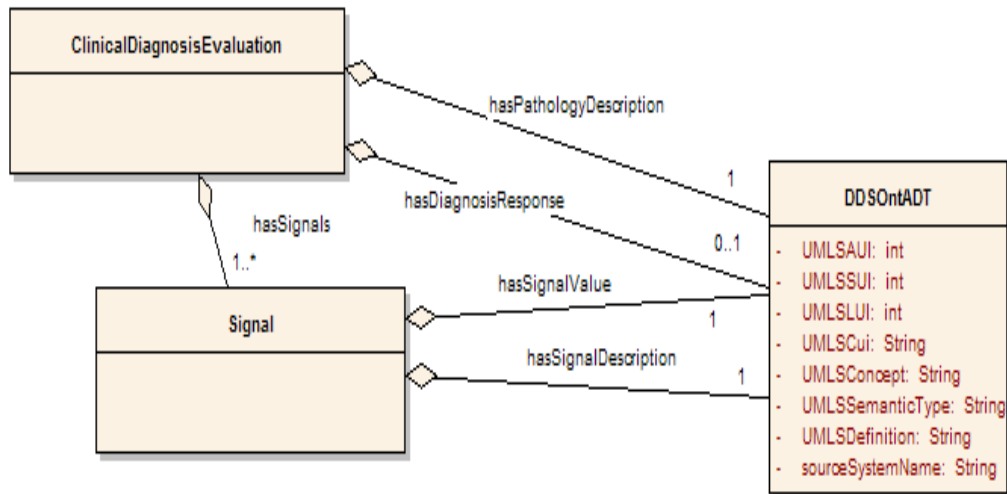 ClinicalDiagnosisEvaluation
hasPathologyDescription
1
hasDiagnosisResponse
0..1
hasSignals
1..*
DDSOntADT
- UMLSAUI: int
- UMLSSUI: int
- UMLSLUI: int
- UMLSCui: String
- UMLSConcept: String
- UMLSSemanticType: String
- UMLSDefinition: String
- sourceSystemName: String
Signal
hasSignalValue
1
hasSignalDescription
1